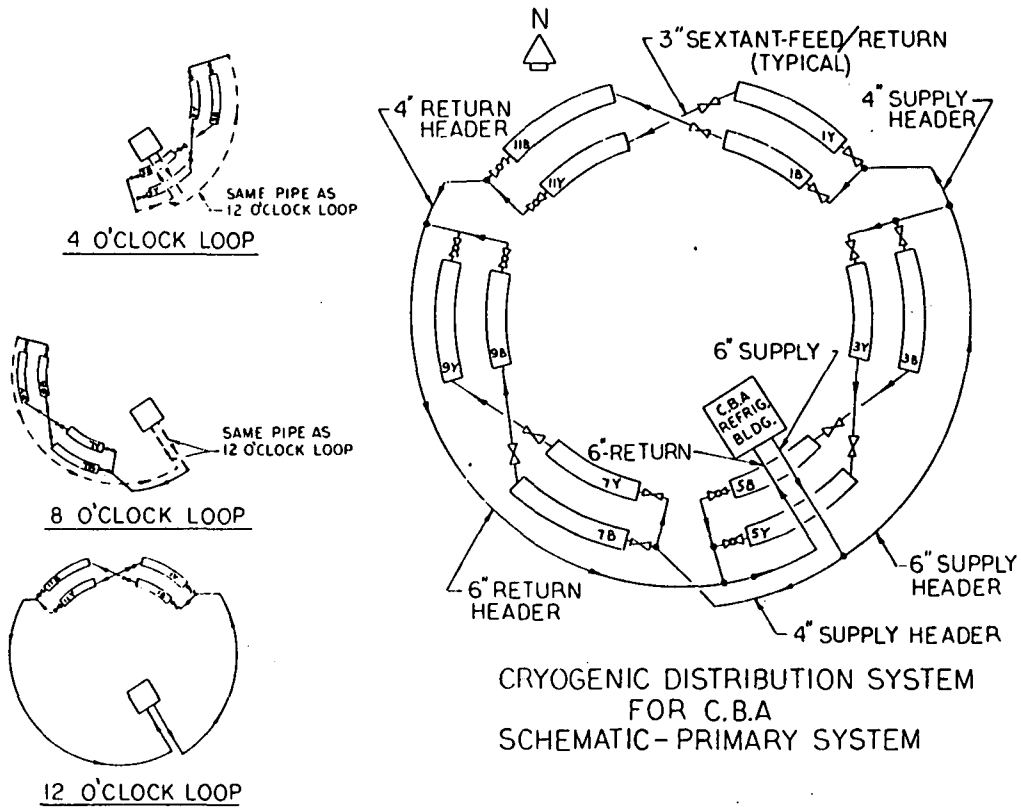 N
3" SEXTANT-FEED/RETURN
(TYPICAL)
4" RETURN
HEADER
4" SUPPLY
HEADER
11B
11Y
1Y
1B
9Y
9B
3Y
3B
6" SUPPLY
C.B.A
REFRIG.
BLDG.
6"-RETURN
7Y
7B
5B
5Y
6" RETURN
HEADER
6" SUPPLY
HEADER
4" SUPPLY HEADER
CRYOGENIC DISTRIBUTION SYSTEM
FOR C.B.A
SCHEMATIC-PRIMARY SYSTEM
SAME PIPE AS
12 O'CLOCK LOOP
4 O'CLOCK LOOP
SAME PIPE AS
12 O'CLOCK LOOP
8 O'CLOCK LOOP
12 O'CLOCK LOOP